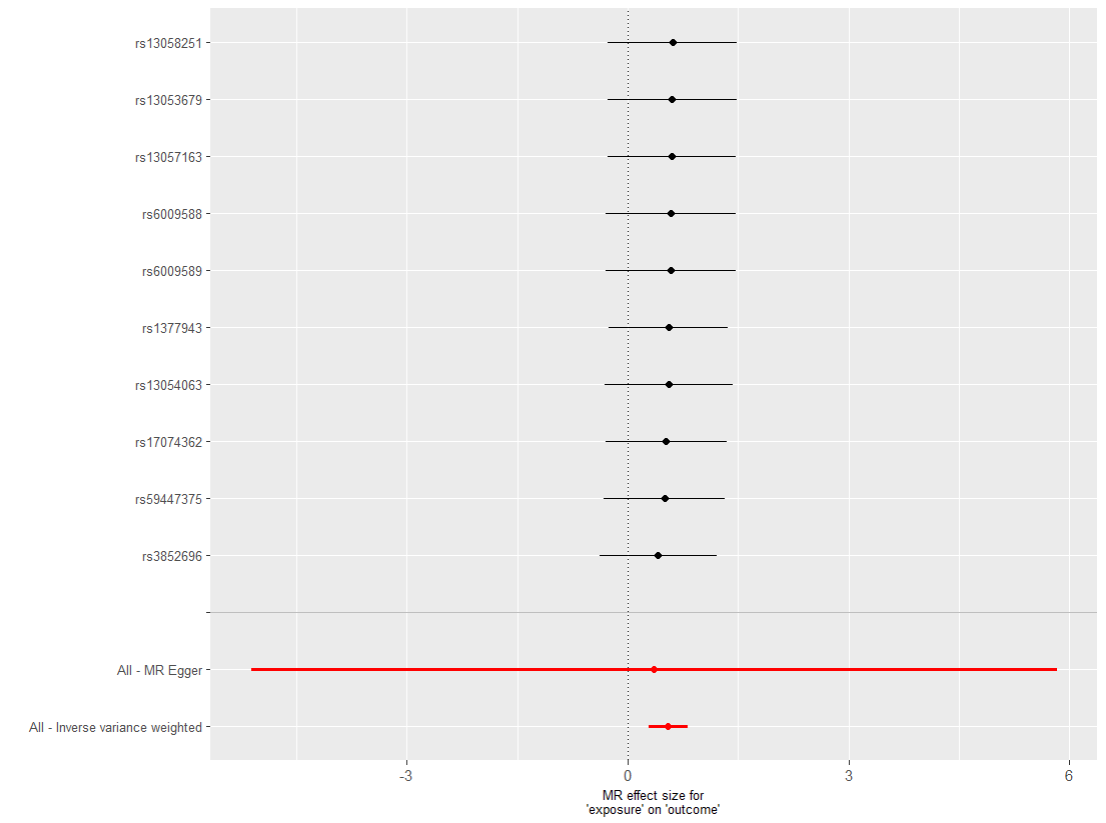 rs13058251
rs13053679
rs13057163
rs6009588
rs6009589
rs1377943
rs13054063
rs17074362
rs59447375
rs3852696
All - MR Egger
All - Inverse variance weighted
-3 0 3 6
MR effect size for
'exposure' on 'outcome'